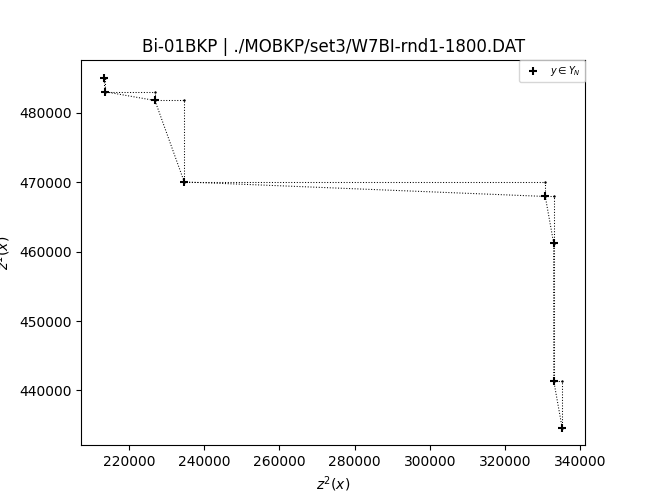 Bi-01BKP | ./MOBKP/set3/W7BI-rnd1-1800.DAT
y ∈ Y_N
480000
470000
460000
450000
440000
z¹(x)
220000 240000 260000 280000 300000 320000 340000
z²(x)